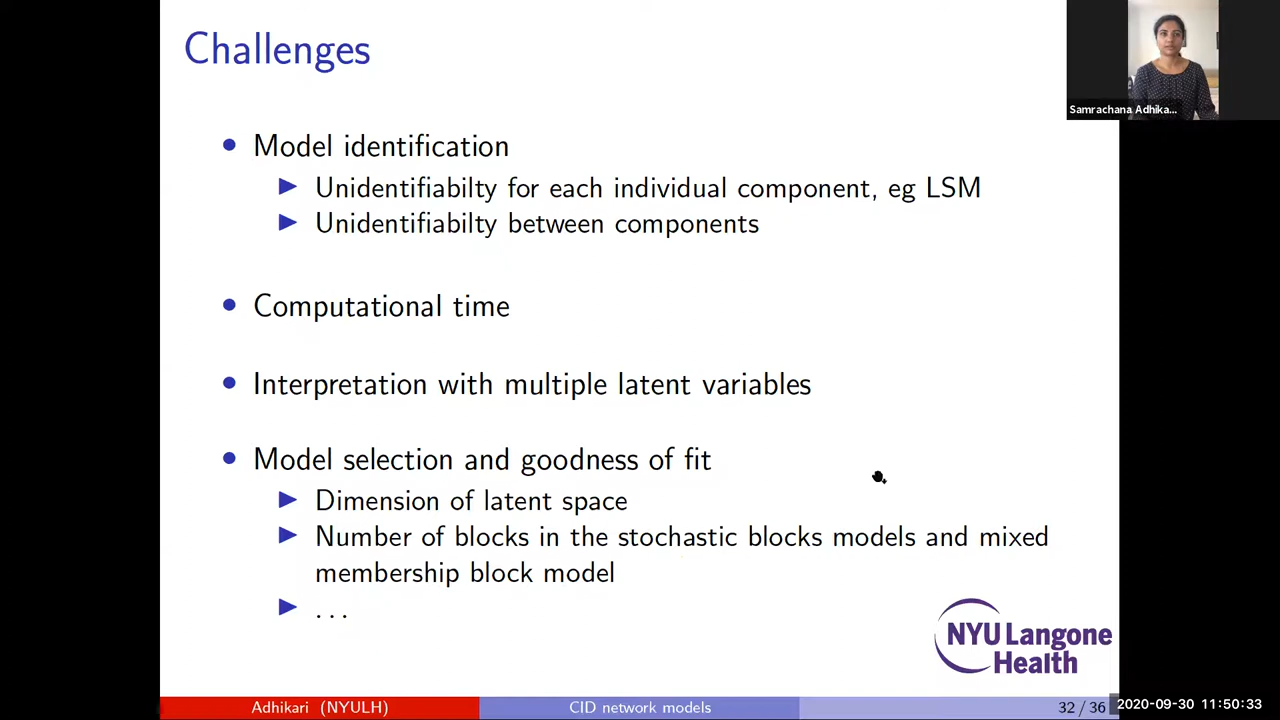 Challenges
Samrachana Adhika...
• Model identification
▶ Unidentifiabilty for each individual component, eg LSM
▶ Unidentifiabilty between components
• Computational time
• Interpretation with multiple latent variables
• Model selection and goodness of fit
▶ Dimension of latent space
▶ Number of blocks in the stochastic blocks models and mixed
membership block model
▶ . . .
NYU Langone
Health
Adhikari (NYULH)
CID network models
32 / 36
2020-09-30 11:50:33